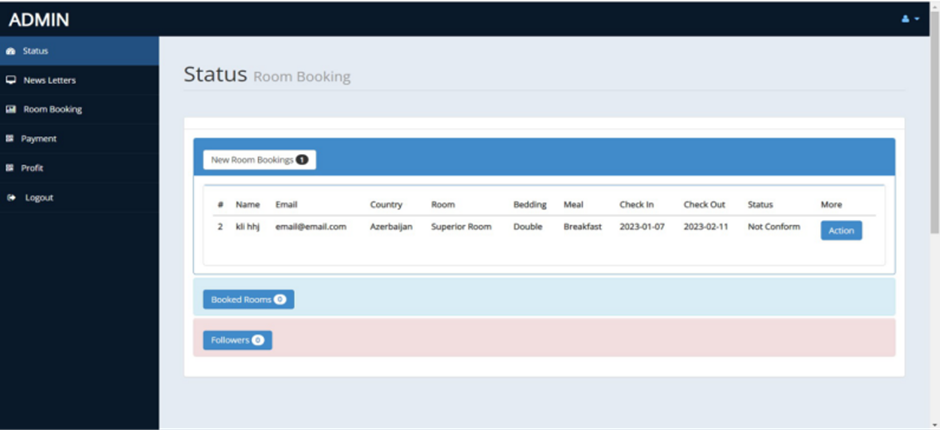 ADMIN
Status
News Letters
Room Booking
Payment
Profit
Logout
Status Room Booking
New Room Bookings 1
# Name Email Country Room Bedding Meal Check In Check Out Status More
2 kli hhj email@email.com Azerbaijan Superior Room Double Breakfast 2023-01-07 2023-02-11 Not Conform Action
Booked Rooms 0
Followers 0